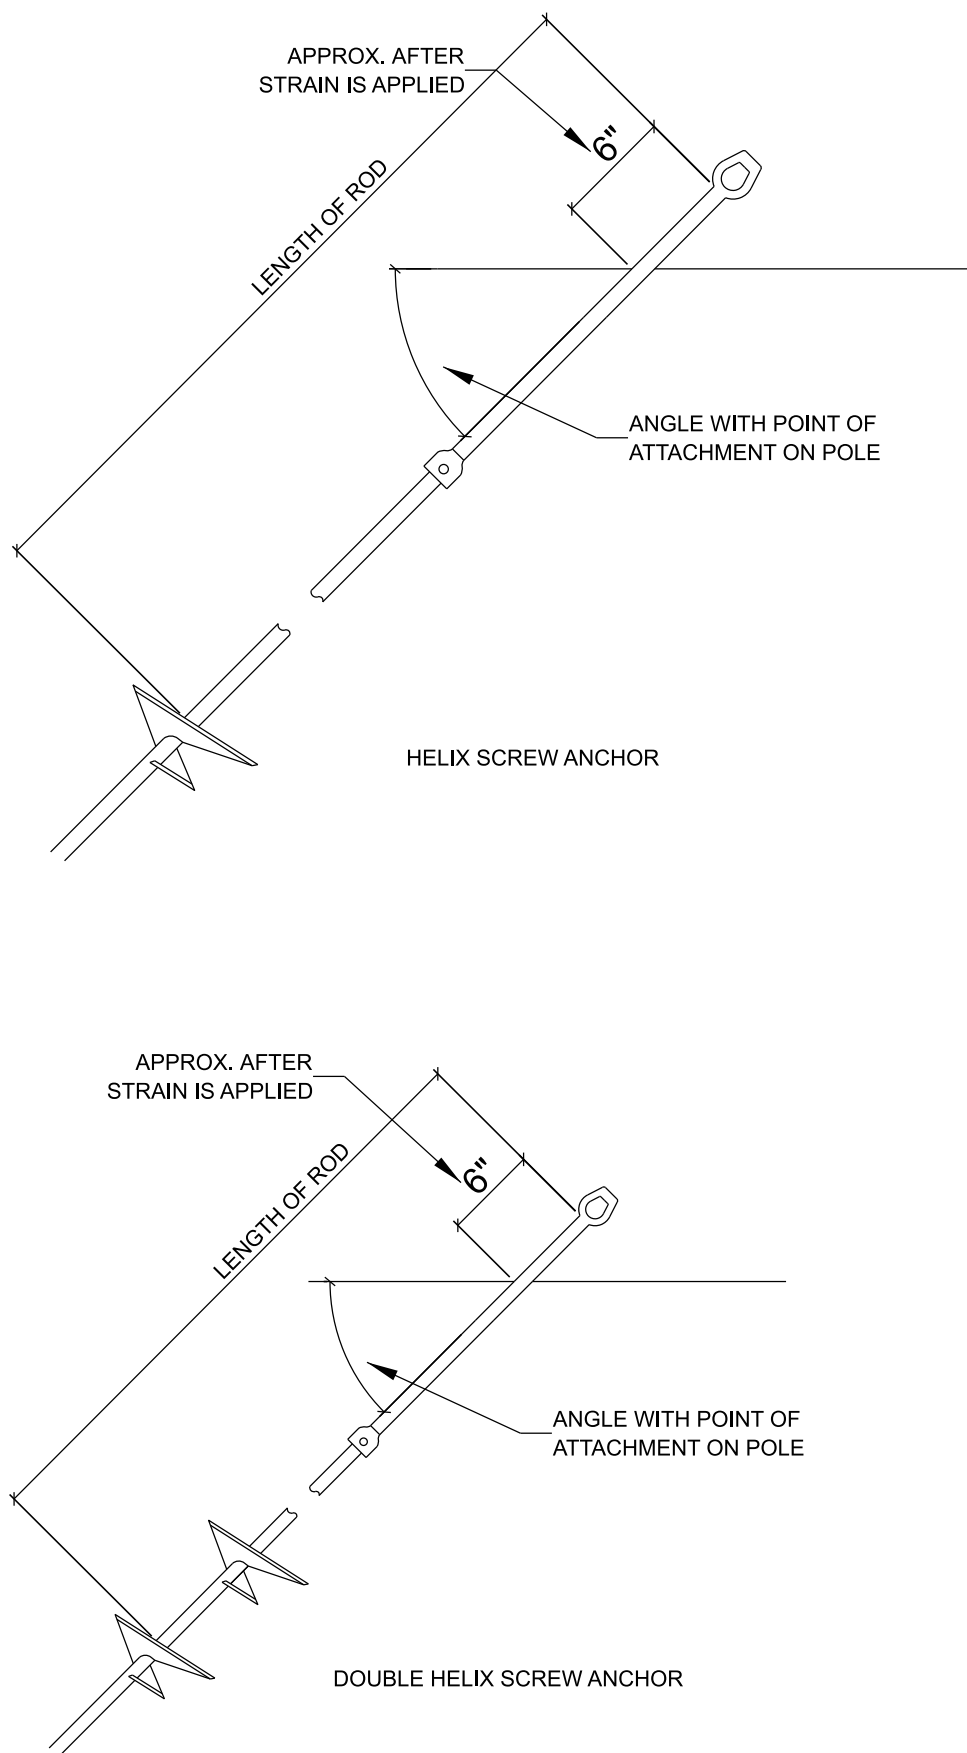 APPROX. AFTER
STRAIN IS APPLIED
6"
LENGTH OF ROD
ANGLE WITH POINT OF
ATTACHMENT ON POLE
HELIX SCREW ANCHOR
APPROX. AFTER
STRAIN IS APPLIED
6"
LENGTH OF ROD
ANGLE WITH POINT OF
ATTACHMENT ON POLE
DOUBLE HELIX SCREW ANCHOR